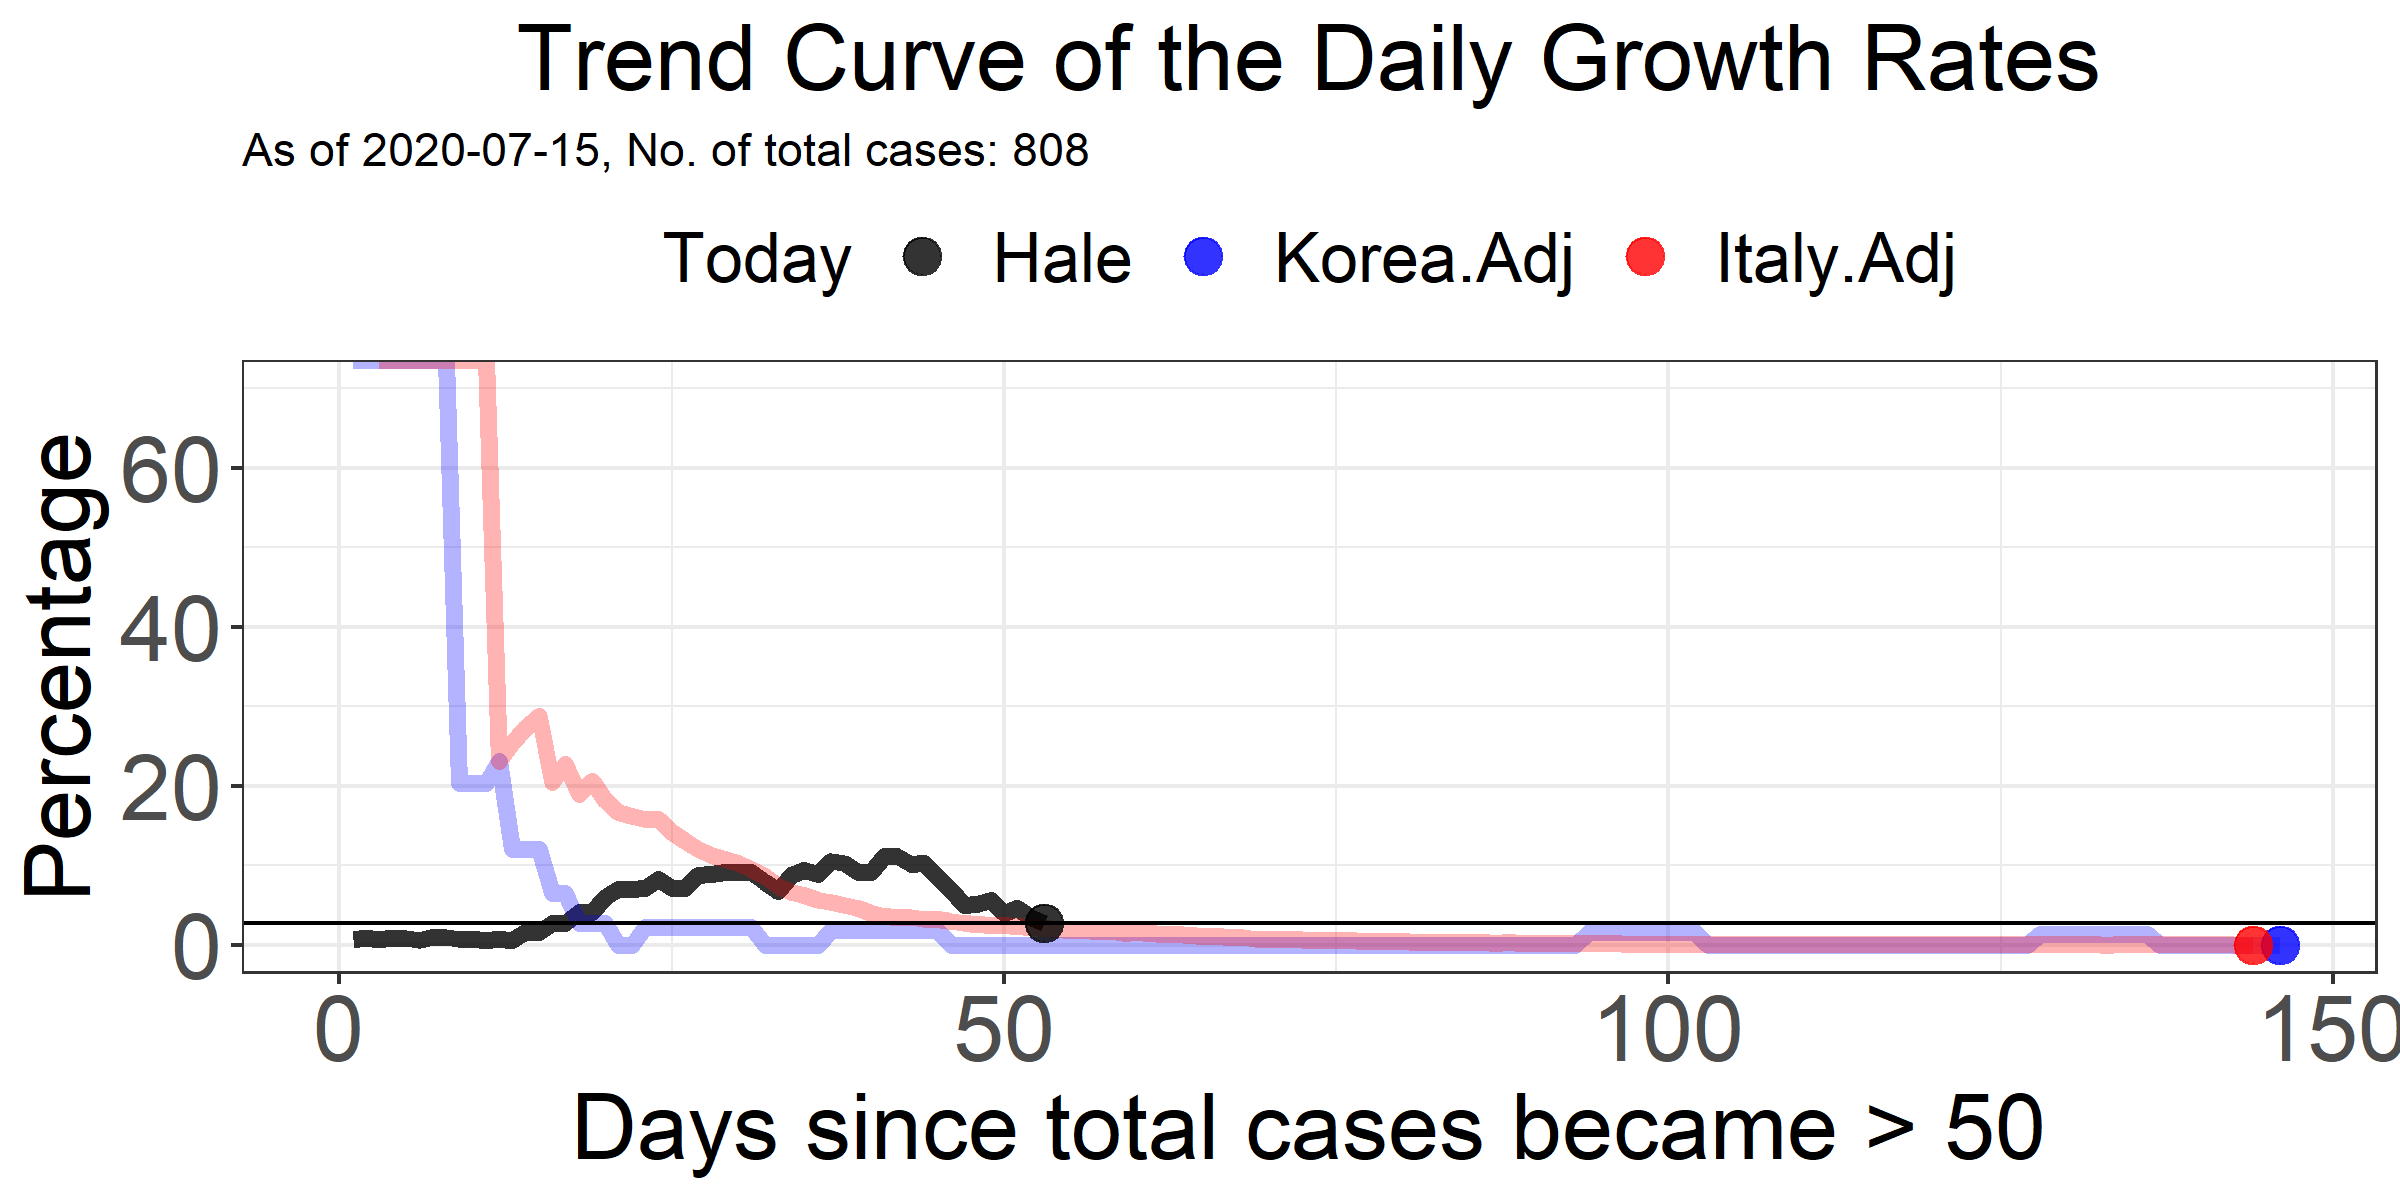 Trend Curve of the Daily Growth Rates
As of 2020-07-15, No. of total cases: 808
Today Hale Korea.Adj Italy.Adj
Percentage
60
40
20
0
0 50 100 150
Days since total cases became > 50